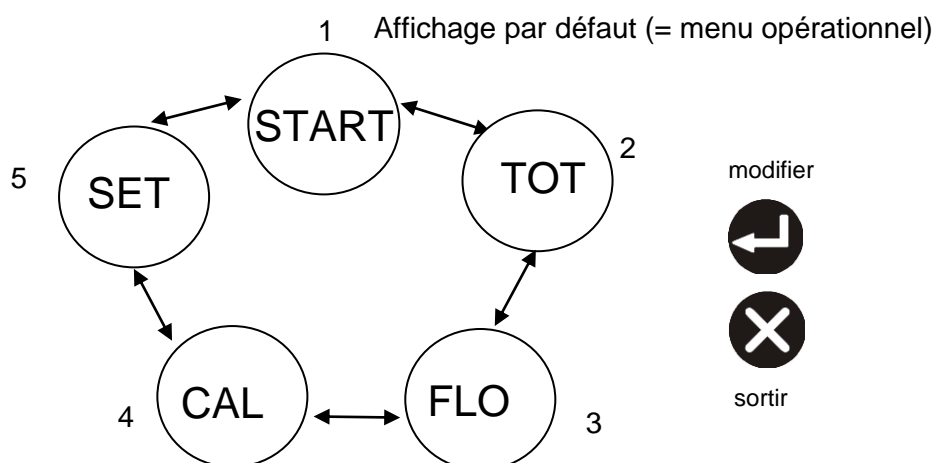 1 Affichage par défaut (= menu opérationnel)
START
2
TOT
5
SET
modifier
CAL
FLO
4
3
sortir